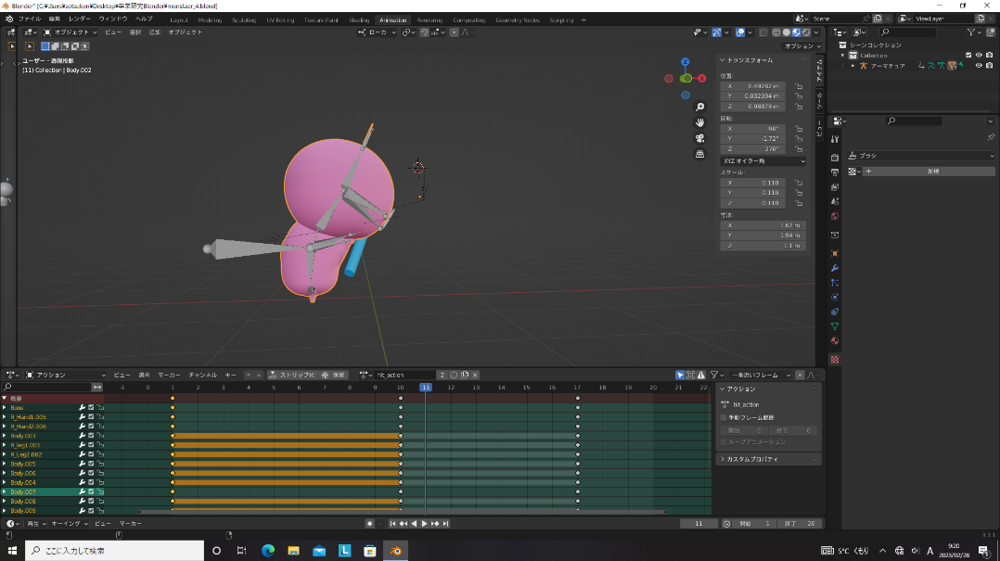 Blender* [C:¥Users¥sotsuken¥Desktop¥卒業研究Blender¥monstaer_4.blend]
ファイル 編集 レンダー ウィンドウ ヘルプ Layout Modeling Sculpting UV Editing Texture Paint Shading Animation Rendering Compositing Geometry Nodes Scripting + Scene ViewLayer
オブジェクト ビュー 選択 追加 オブジェクト ローカ
オプション
ユーザー・透視投影
(11) Collection | Body.002
トランスフォーム
位置:
X 0.49282 m
Y 0.032394 m
Z 0.98878 m
回転:
X 90°
Y -1.72°
Z 270°
XYZ オイラー角
スケール:
X 0.110
Y 0.110
Z 0.110
寸法:
X 1.62 m
Y 1.94 m
Z 1.1 m
アイテム
ツール
ビュー
Z
X
シーンコレクション
Collection
アーマチュア
ブラシ
新規
アクション ビュー 選択 マーカー チャンネル キー ストリップ化 保留 hit_action 2 一番近いフレーム
-1 0 1 2 3 4 5 6 7 8 9 10 11 12 13 14 15 16 17 18 19 20 21 22
概要
Bone
R_Hand1.005
R_Hand2.006
Body.003
R_leg1.001
R_Leg2.002
Body.005
Body.006
Body.004
Body.007
Body.008
Body.009
アクション
hit_action
手動フレーム範囲
開始 0 終了 0
ループアニメーション
カスタムプロパティ
再生 キーイング ビュー マーカー 11 開始 1 終了 20
3.3.1
ここに入力して検索
5°C くもり A 9:20
2023/02/28